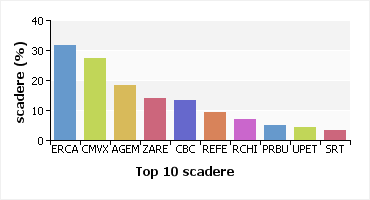 scadere (%)
40
30
20
10
0
ERCA CMVX AGEM ZARE CBC REFE RCHI PRBU UPET SRT
Top 10 scadere